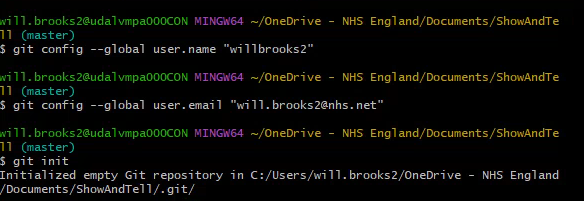 will.brooks2@udalvmpa000CON MINGW64 ~/OneDrive - NHS England/Documents/ShowAndTe
ll (master)
$ git config --global user.name "willbrooks2"
will.brooks2@udalvmpa000CON MINGW64 ~/OneDrive - NHS England/Documents/ShowAndTe
ll (master)
$ git config --global user.email "will.brooks2@nhs.net"
will.brooks2@udalvmpa000CON MINGW64 ~/OneDrive - NHS England/Documents/ShowAndTe
ll (master)
$ git init
Initialized empty Git repository in C:/Users/will.brooks2/OneDrive - NHS England
/Documents/ShowAndTell/.git/